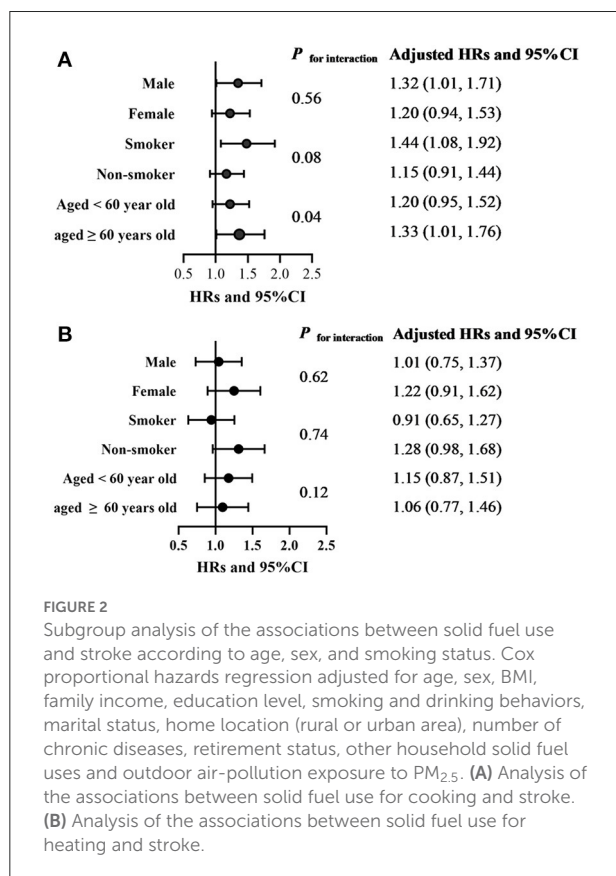 A
P for interaction Adjusted HRs and 95%CI
Male 1.32 (1.01, 1.71)
0.56
Female 1.20 (0.94, 1.53)
Smoker 1.44 (1.08, 1.92)
0.08
Non-smoker 1.15 (0.91, 1.44)
Aged < 60 year old 1.20 (0.95, 1.52)
0.04
aged ≥ 60 years old 1.33 (1.01, 1.76)
0.5 1.0 1.5 2.0 2.5
HRs and 95%CI
B
P for interaction Adjusted HRs and 95%CI
Male 1.01 (0.75, 1.37)
0.62
Female 1.22 (0.91, 1.62)
Smoker 0.91 (0.65, 1.27)
0.74
Non-smoker 1.28 (0.98, 1.68)
Aged < 60 year old 1.15 (0.87, 1.51)
0.12
aged ≥ 60 years old 1.06 (0.77, 1.46)
0.5 1.0 1.5 2.0 2.5
HRs and 95%CI
FIGURE 2
Subgroup analysis of the associations between solid fuel use
and stroke according to age, sex, and smoking status. Cox
proportional hazards regression adjusted for age, sex, BMI,
family income, education level, smoking and drinking behaviors,
marital status, home location (rural or urban area), number of
chronic diseases, retirement status, other household solid fuel
uses and outdoor air-pollution exposure to PM2.5. (A) Analysis of
the associations between solid fuel use for cooking and stroke.
(B) Analysis of the associations between solid fuel use for
heating and stroke.